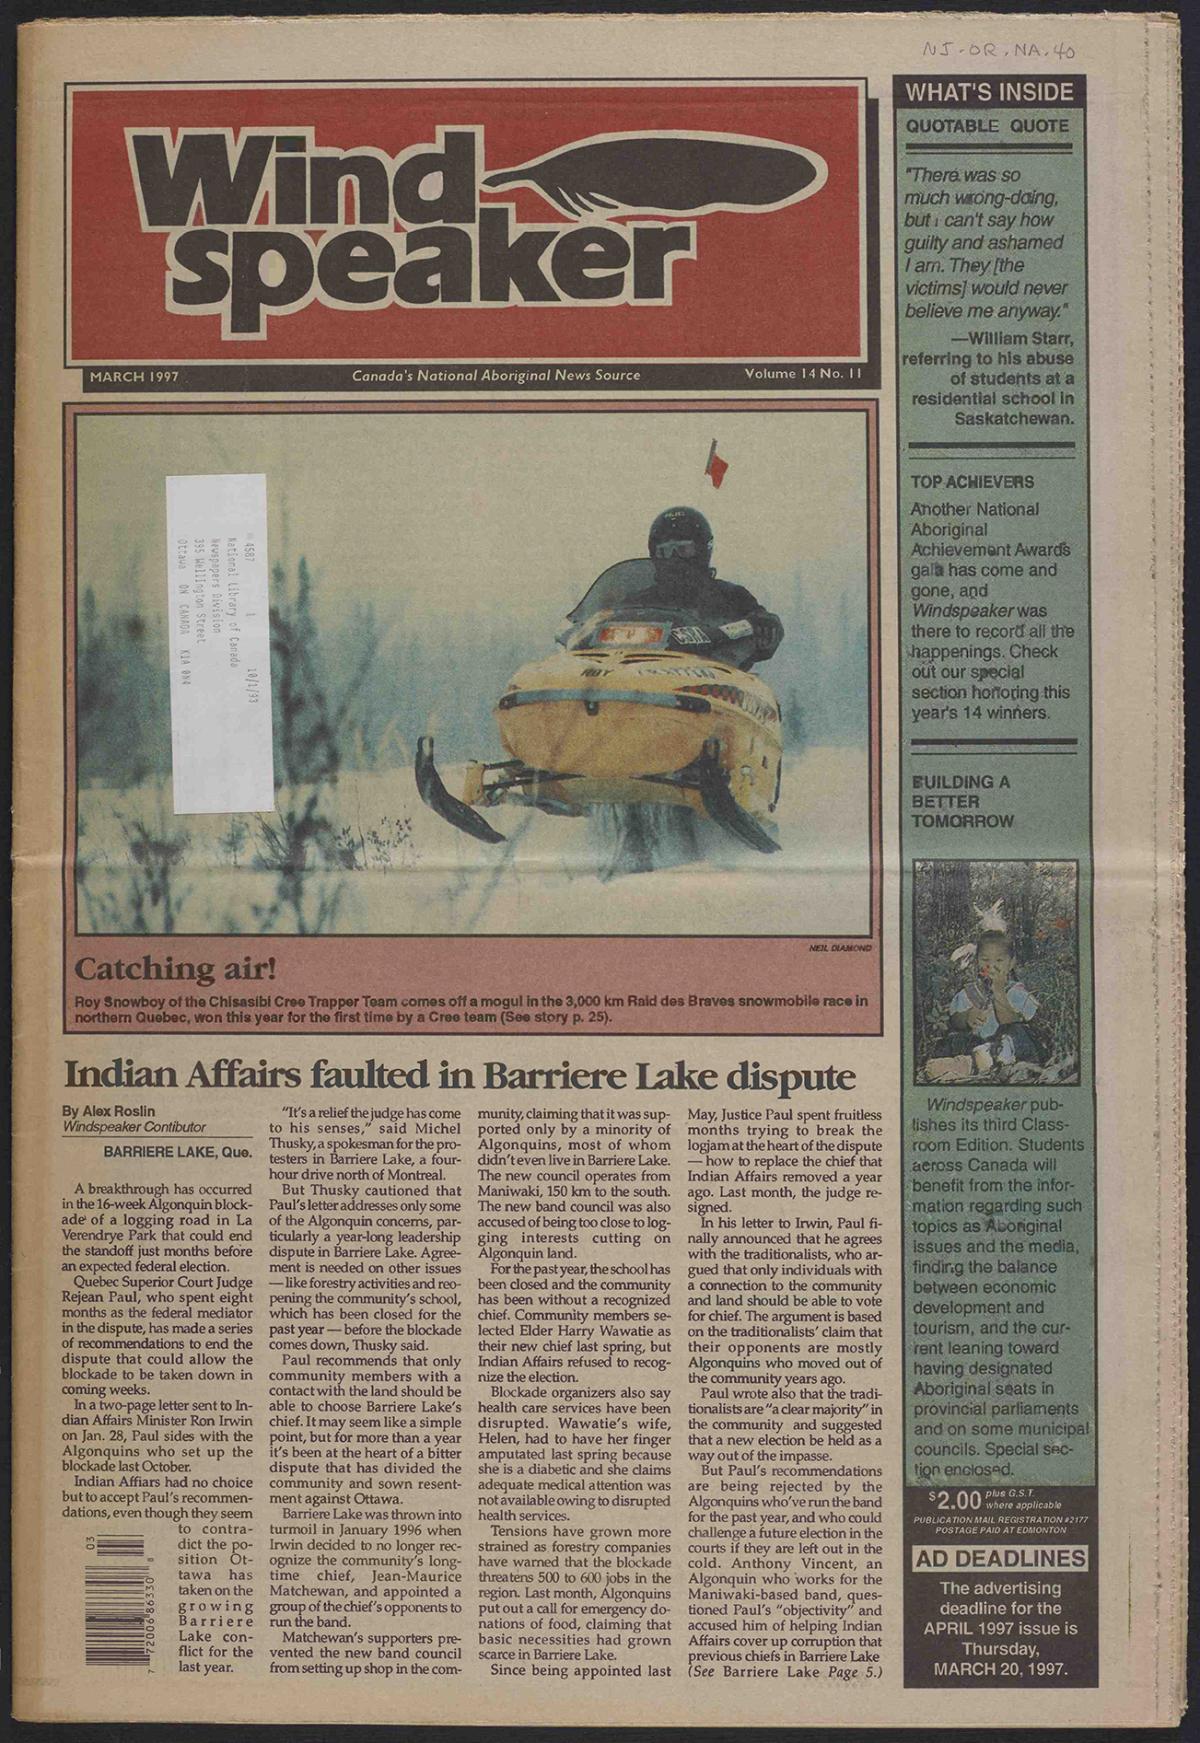 NJ-OR.NA.40
Wind
speaker
MARCH 1997
Canada's National Aboriginal News Source
Volume 14 No. 11
4587 1 10/1/93
National Library of Canada
Newspapers Division
395 Wellington Street
Ottawa ON CANADA K1A 0N4
NEIL DIAMOND
Catching air!
Roy Snowboy of the Chisasibi Cree Trapper Team comes off a mogul in the 3,000 km Raid des Braves snowmobile race in
northern Quebec, won this year for the first time by a Cree team (See story p. 25).
Indian Affairs faulted in Barriere Lake dispute
By Alex Roslin
Windspeaker Contibutor
BARRIERE LAKE, Que.
A breakthrough has occurred
in the 16-week Algonquin block-
ade of a logging road in La
Verendrye Park that could end
the standoff just months before
an expected federal election.
Quebec Superior Court Judge
Rejean Paul, who spent eight
months as the federal mediator
in the dispute, has made a series
of recommendations to end the
dispute that could allow the
blockade to be taken down in
coming weeks.
In a two-page letter sent to In-
dian Affairs Minister Ron Irwin
on Jan. 28, Paul sides with the
Algonquins who set up the
blockade last October.
Indian Affiars had no choice
but to accept Paul's recommen-
dations, even though they seem
to contra-
dict the po-
sition Ot-
tawa has
taken on the
growing
Barriere
Lake con-
flict for the
last year.
03
7 72006 86330 8
"It's a relief the judge has come
to his senses," said Michel
Thusky, a spokesman for the pro-
testers in Barriere Lake, a four-
hour drive north of Montreal.
But Thusky cautioned that
Paul's letter addresses only some
of the Algonquin concerns, par-
ticularly a year-long leadership
dispute in Barriere Lake. Agree-
ment is needed on other issues
— like forestry activities and reo-
pening the community's school,
which has been closed for the
past year — before the blockade
comes down, Thusky said.
Paul recommends that only
community members with a
contact with the land should be
able to choose Barriere Lake's
chief. It may seem like a simple
point, but for more than a year
it's been at the heart of a bitter
dispute that has divided the
community and sown resent-
ment against Ottawa.
Barriere Lake was thrown into
turmoil in January 1996 when
Irwin decided to no longer rec-
ognize the community's long-
time chief, Jean-Maurice
Matchewan, and appointed a
group of the chief's opponents to
run the band.
Matchewan's supporters pre-
vented the new band council
from setting up shop in the com-
munity, claiming that it was sup-
ported only by a minority of
Algonquins, most of whom
didn't even live in Barriere Lake.
The new council operates from
Maniwaki, 150 km to the south.
The new band council was also
accused of being too close to log-
ging interests cutting on
Algonquin land.
For the past year, the school has
been closed and the community
has been without a recognized
chief. Community members se-
lected Elder Harry Wawatie as
their new chief last spring, but
Indian Affairs refused to recog-
nize the election.
Blockade organizers also say
health care services have been
disrupted. Wawatie's wife,
Helen, had to have her finger
amputated last spring because
she is a diabetic and she claims
adequate medical attention was
not available owing to disrupted
health services.
Tensions have grown more
strained as forestry companies
have warned that the blockade
threatens 500 to 600 jobs in the
region. Last month, Algonquins
put out a call for emergency do-
nations of food, claiming that
basic necessities had grown
scarce in Barriere Lake.
Since being appointed last
May, Justice Paul spent fruitless
months trying to break the
logjam at the heart of the dispute
— how to replace the chief that
Indian Affairs removed a year
ago. Last month, the judge re-
signed.
In his letter to Irwin, Paul fi-
nally announced that he agrees
with the traditionalists, who ar-
gued that only individuals with
a connection to the community
and land should be able to vote
for chief. The argument is based
on the traditionalists' claim that
their opponents are mostly
Algonquins who moved out of
the community years ago.
Paul wrote also that the tradi-
tionalists are "a clear majority" in
the community and suggested
that a new election be held as a
way out of the impasse.
But Paul's recommendations
are being rejected by the
Algonquins who've run the band
for the past year, and who could
challenge a future election in the
courts if they are left out in the
cold. Anthony Vincent, an
Algonquin who works for the
Maniwaki-based band, ques-
tioned Paul's "objectivity" and
accused him of helping Indian
Affairs cover up corruption that
previous chiefs in Barriere Lake
(See Barriere Lake Page 5.)
WHAT'S INSIDE
QUOTABLE QUOTE
"There was so
much wrong-doing,
but i can't say how
guilty and ashamed
I am. They [the
victims] would never
believe me anyway."
—William Starr,
referring to his abuse
of students at a
residential school in
Saskatchewan.
TOP ACHIEVERS
Another National
Aboriginal
Achievement Awards
gala has come and
gone, and
Windspeaker was
there to record all the
happenings. Check
out our special
section honoring this
year's 14 winners.
BUILDING A
BETTER
TOMORROW
Windspeaker pub-
lishes its third Class-
room Edition. Students
across Canada will
benefit from the infor-
mation regarding such
topics as Aboriginal
issues and the media,
finding the balance
between economic
development and
tourism, and the cur-
rent leaning toward
having designated
Aboriginal seats in
provincial parliaments
and on some municipal
councils. Special sec-
tion enclosed.
$2.00 plus G.S.T.
where applicable
PUBLICATION MAIL REGISTRATION #2177
POSTAGE PAID AT EDMONTON
AD DEADLINES
The advertising
deadline for the
APRIL 1997 issue is
Thursday,
MARCH 20, 1997.